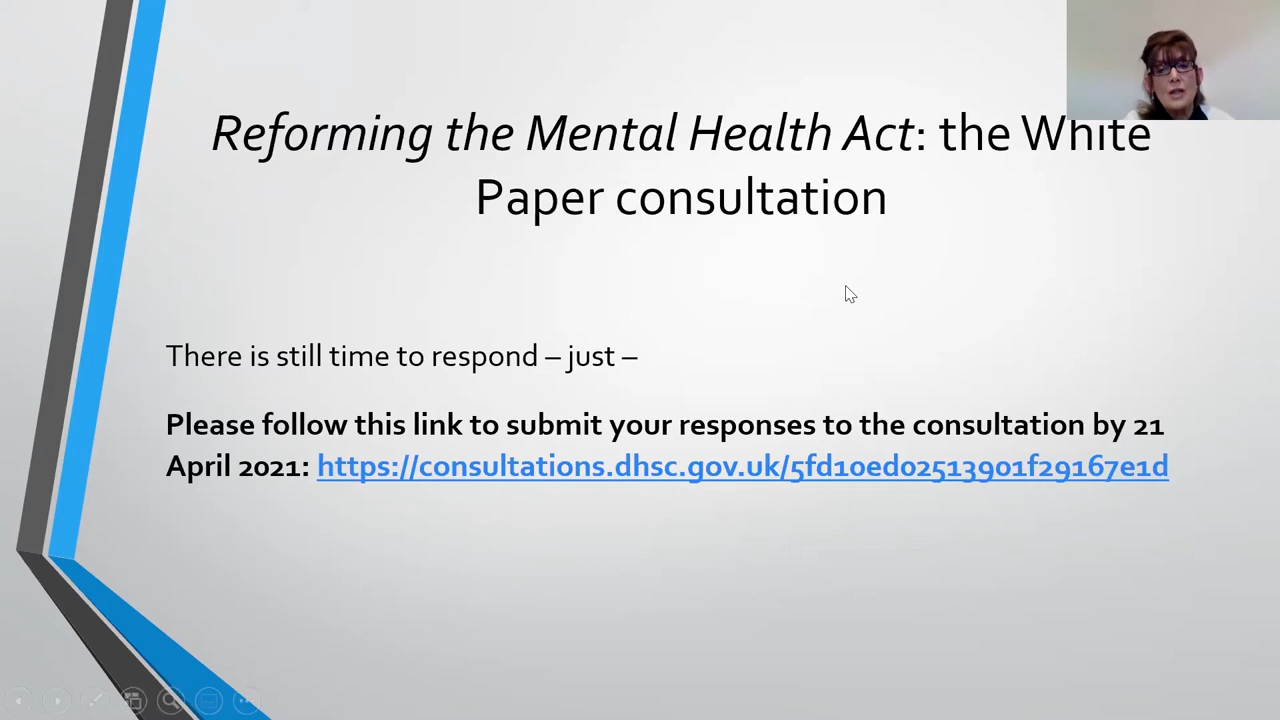 Reforming the Mental Health Act: the White
Paper consultation
There is still time to respond – just –
Please follow this link to submit your responses to the consultation by 21
April 2021: https://consultations.dhsc.gov.uk/5fd10ed02513901f29167e1d